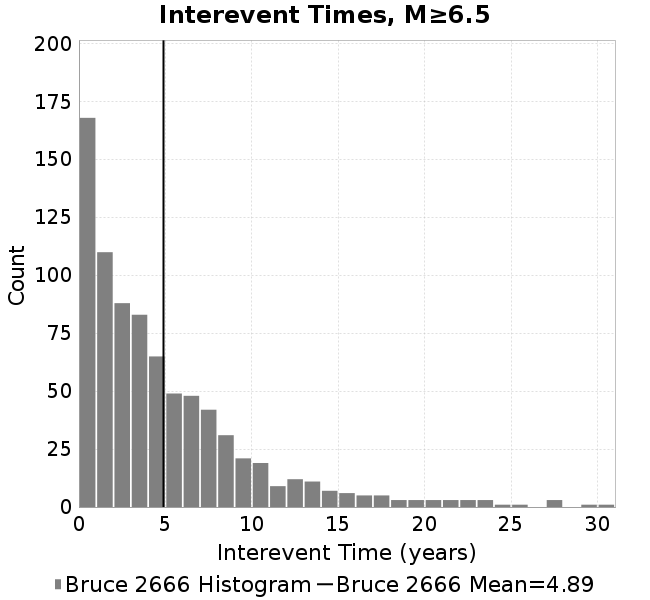 Interevent Times, M≥6.5
200
175
150
125
100
75
50
25
0
Count
0 5 10 15 20 25 30
Interevent Time (years)
Bruce 2666 Histogram Bruce 2666 Mean=4.89